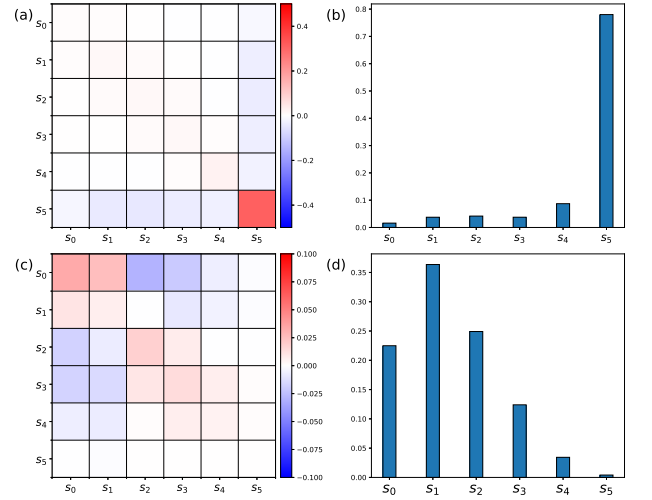 (a)
s0
s1
s2
s3
s4
s5
s0 s1 s2 s3 s4 s5
0.4
0.2
0.0
−0.2
−0.4
(b)
0.8
0.7
0.6
0.5
0.4
0.3
0.2
0.1
0.0
s0 s1 s2 s3 s4 s5
(c)
s0
s1
s2
s3
s4
s5
s0 s1 s2 s3 s4 s5
0.100
0.075
0.050
0.025
0.000
−0.025
−0.050
−0.075
−0.100
(d)
0.35
0.30
0.25
0.20
0.15
0.10
0.05
0.00
s0 s1 s2 s3 s4 s5